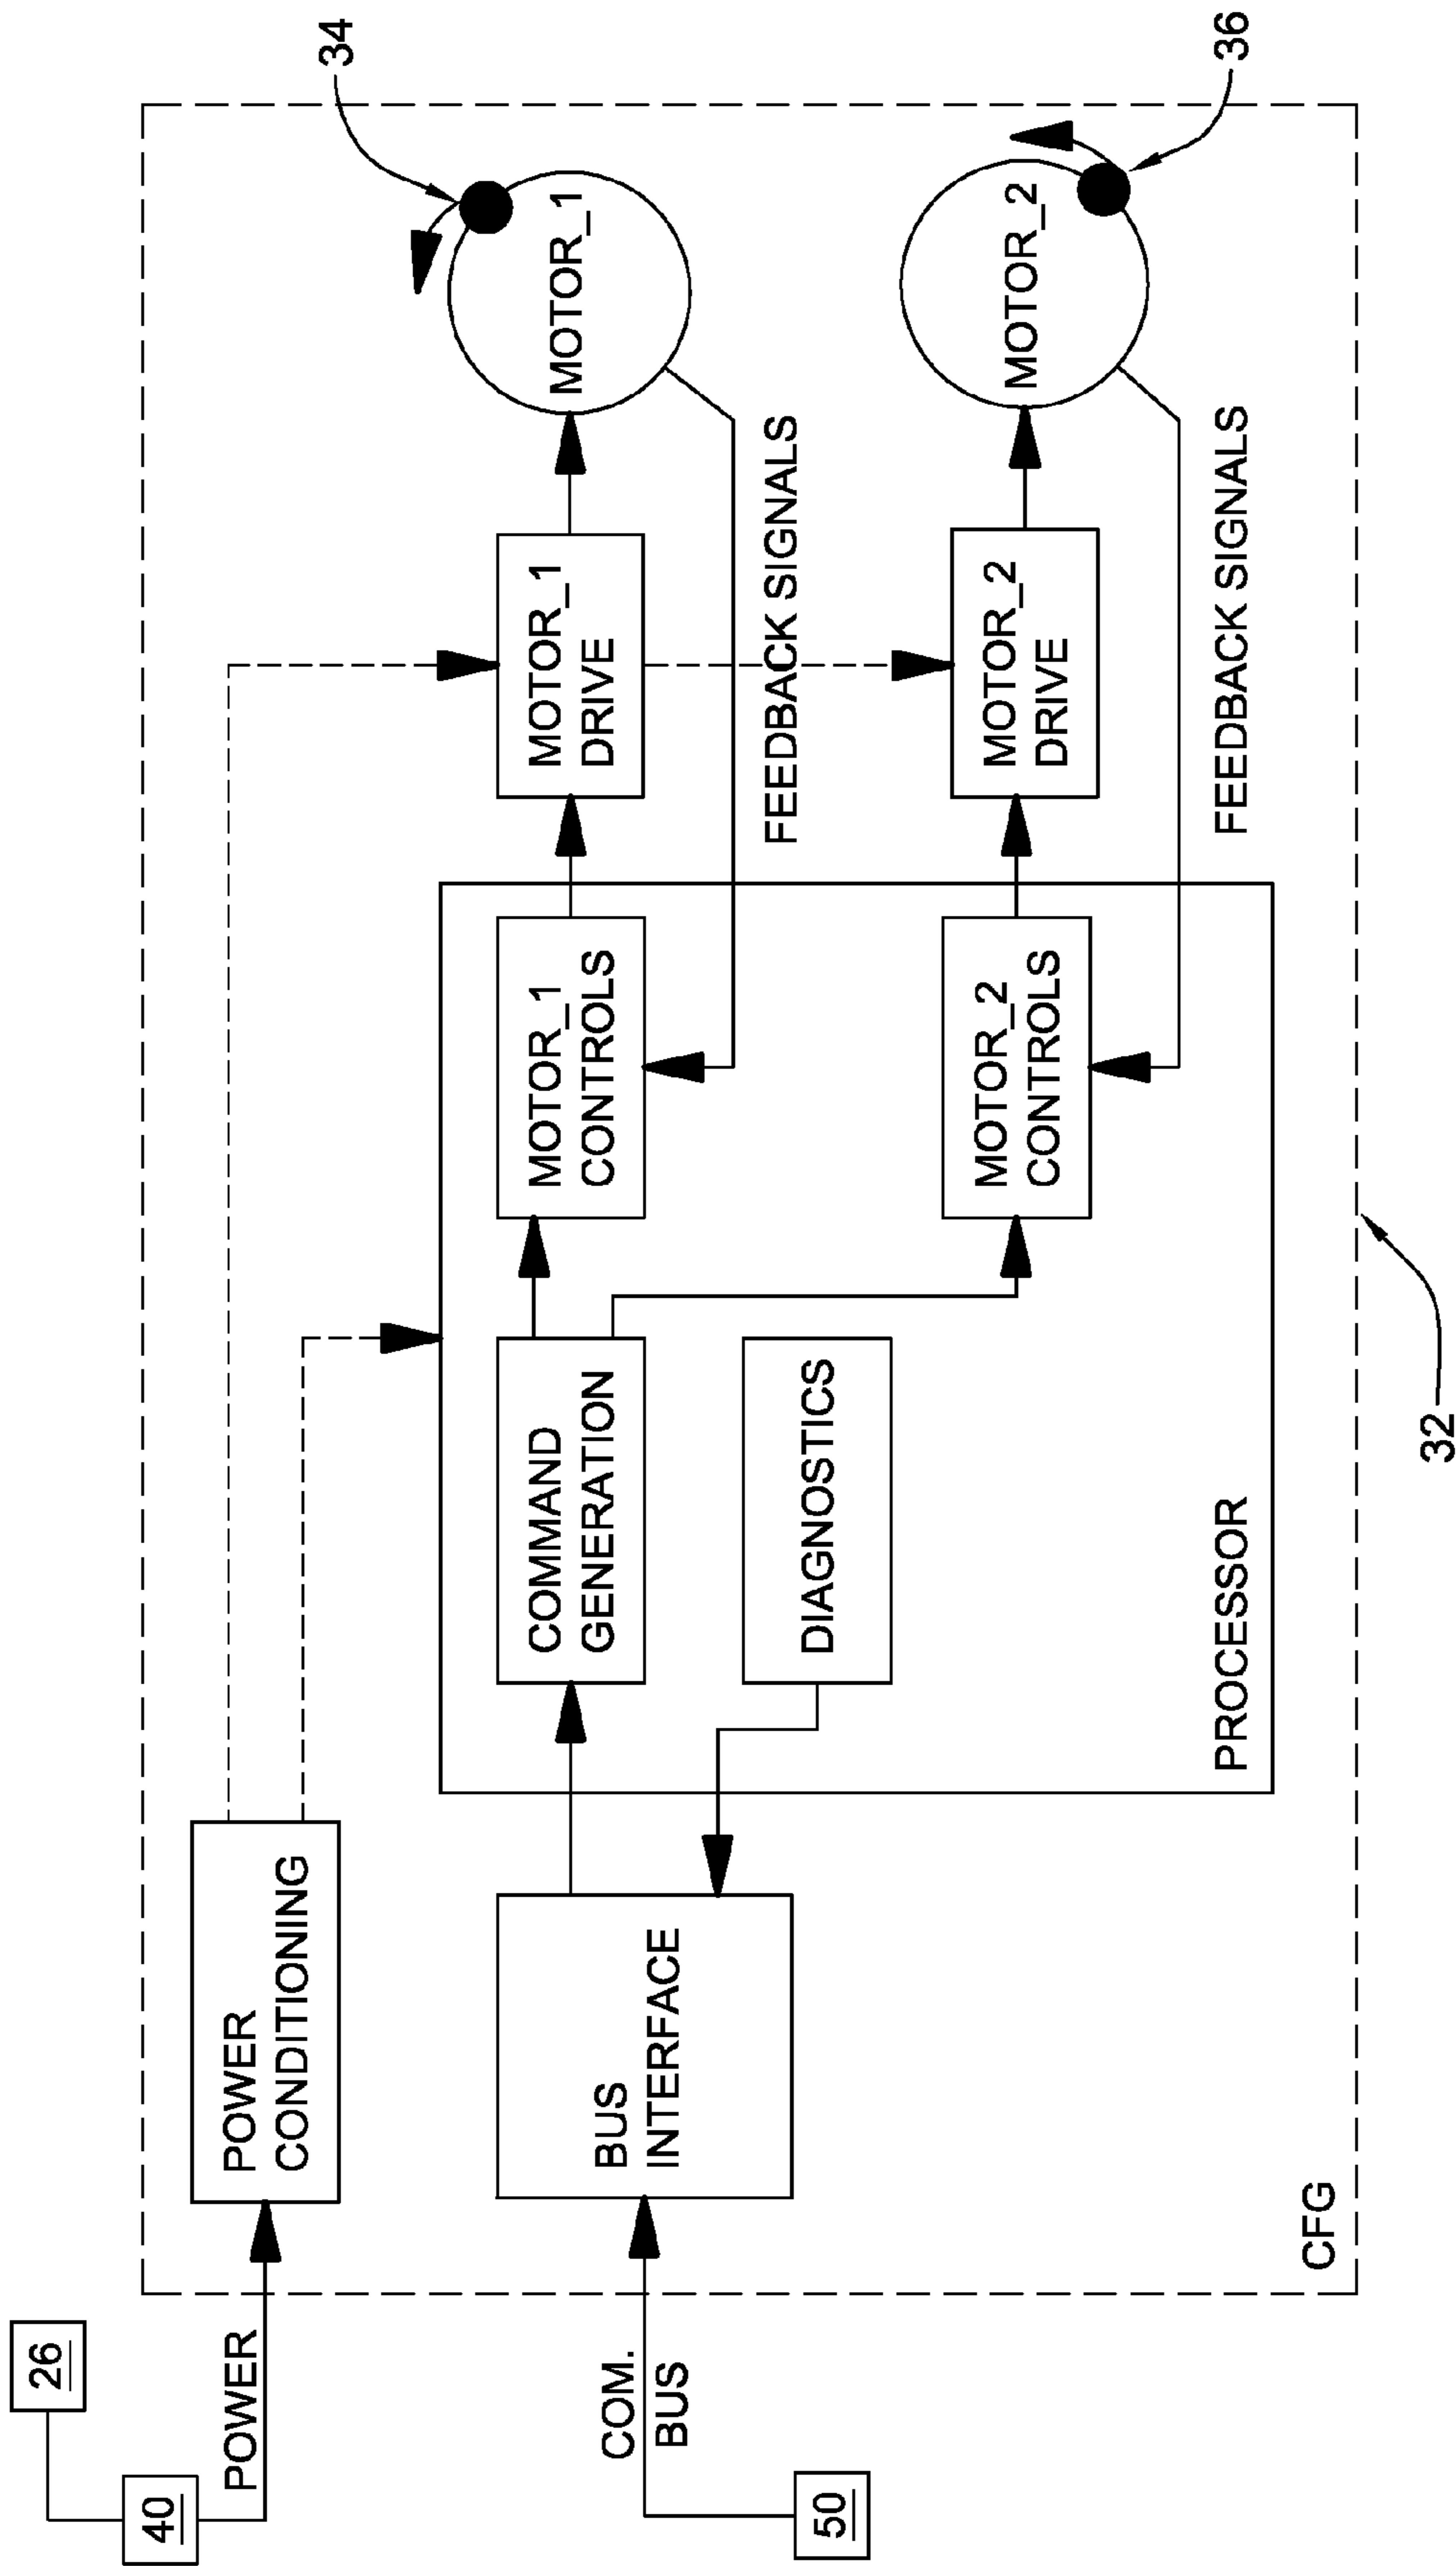 26
40
POWER
POWER
CONDITIONING
34
COM.
BUS
50
BUS
INTERFACE
COMMAND
GENERATION
MOTOR_1
CONTROLS
MOTOR_1
DRIVE
MOTOR_1
FEEDBACK SIGNALS
DIAGNOSTICS
MOTOR_2
CONTROLS
MOTOR_2
DRIVE
MOTOR_2
FEEDBACK SIGNALS
36
PROCESSOR
CFG
32